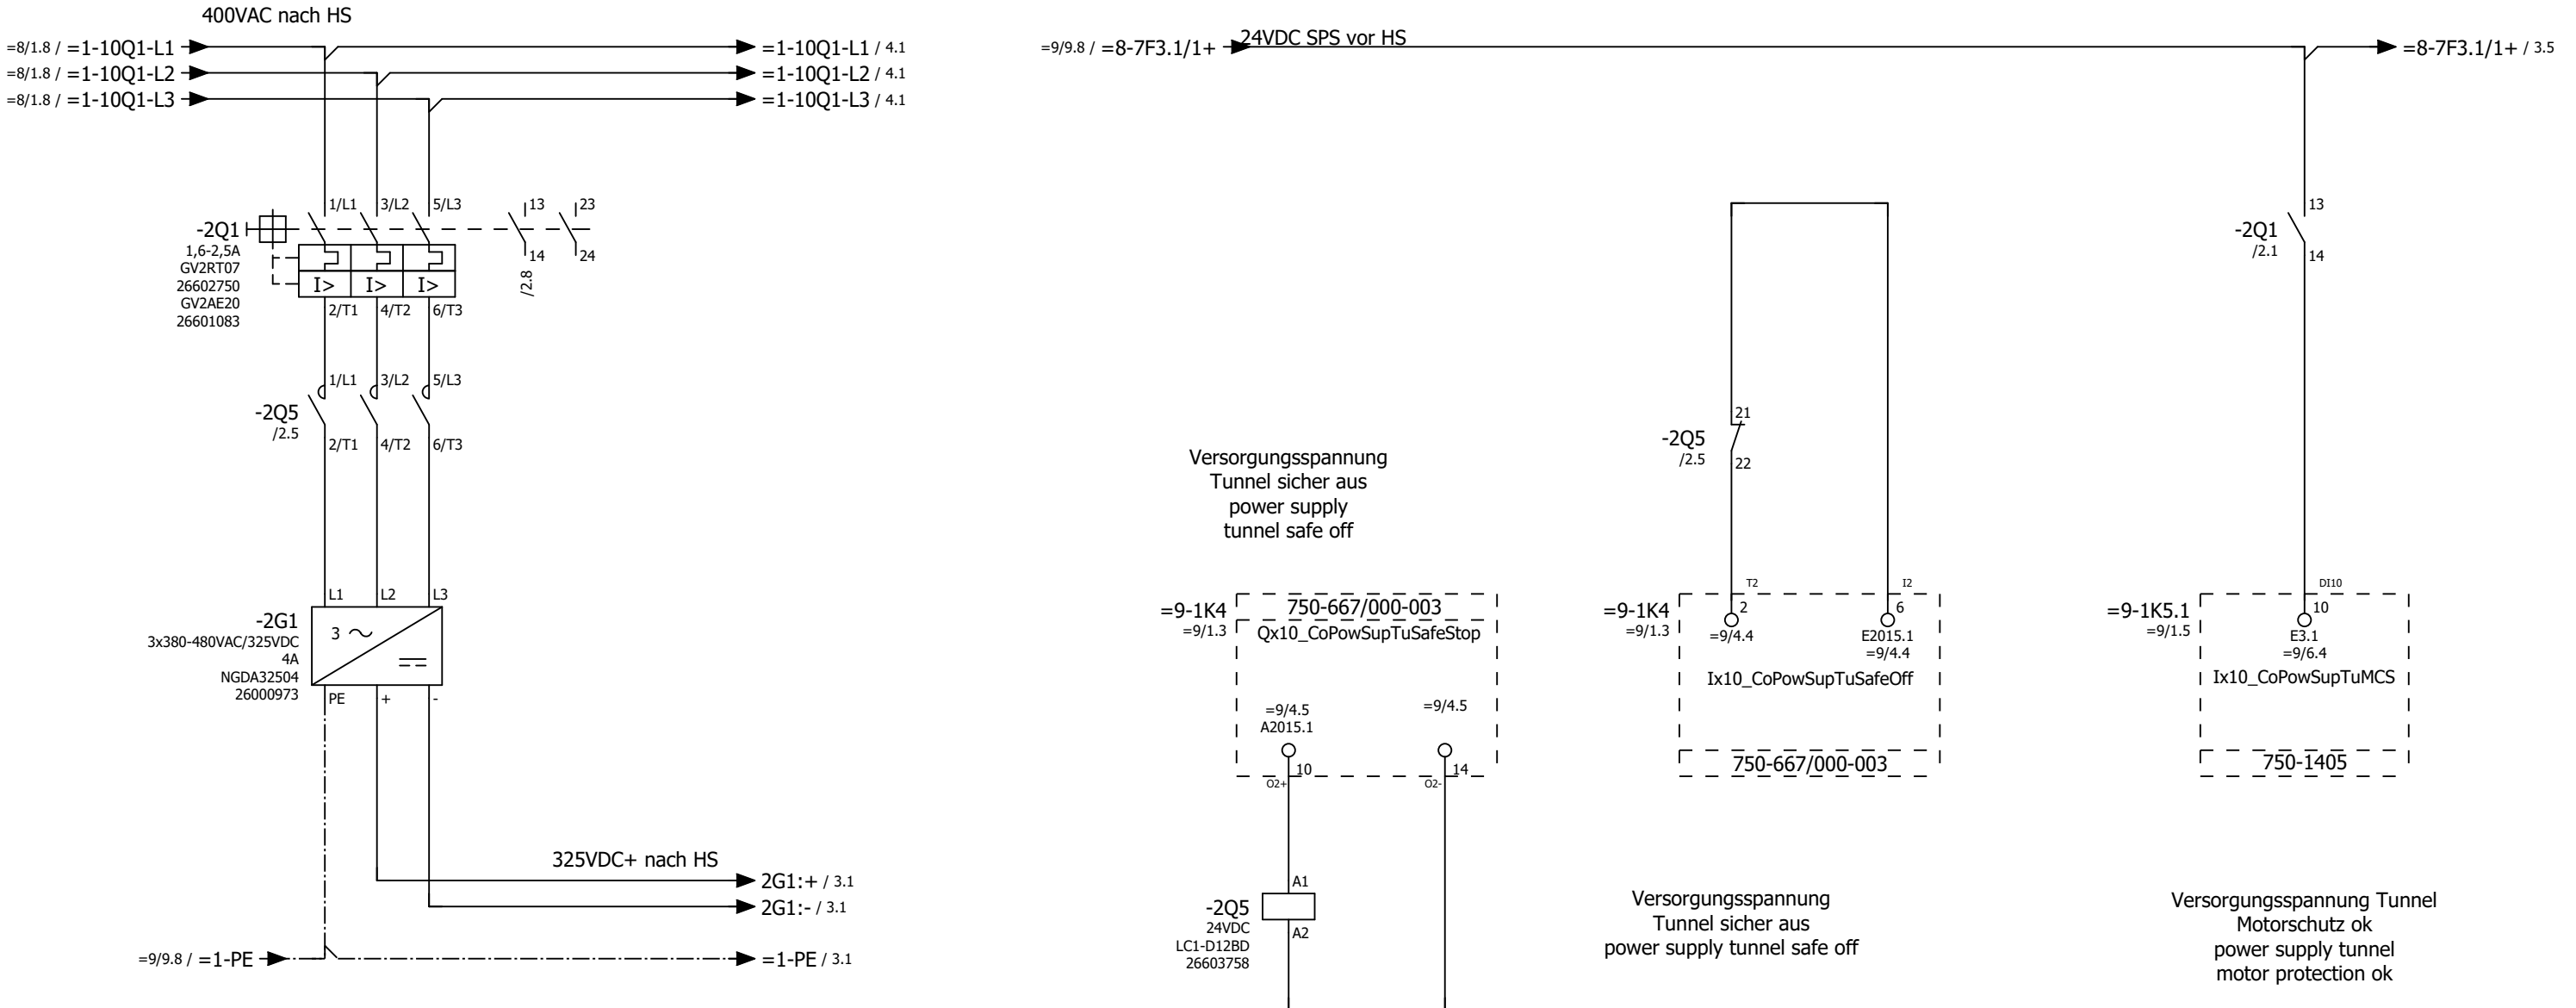 400VAC nach HS
=8/1.8 / =1-10Q1-L1
=1-10Q1-L1 / 4.1
=8/1.8 / =1-10Q1-L2
=1-10Q1-L2 / 4.1
=8/1.8 / =1-10Q1-L3
=1-10Q1-L3 / 4.1
24VDC SPS vor HS
=9/9.8 / =8-7F3.1/1+
=8-7F3.1/1+ / 3.5
1/L1
3/L2
5/L3
13
23
-2Q1
1,6-2,5A
GV2RT07
26602750
GV2AE20
26601083
14
24
/2.8
I>
I>
I>
2/T1
4/T2
6/T3
1/L1
3/L2
5/L3
-2Q5
/2.5
2/T1
4/T2
6/T3
L1
L2
L3
-2G1
3x380-480VAC/325VDC
4A
NGDA32504
26000973
3
PE
+
-
325VDC+ nach HS
2G1:+ / 3.1
2G1:- / 3.1
=9/9.8 / =1-PE
=1-PE / 3.1
Versorgungsspannung
Tunnel sicher aus
power supply
tunnel safe off
=9-1K4
=9/1.3
750-667/000-003
Qx10_CoPowSupTuSafeStop
=9/4.5
A2015.1
=9/4.5
10
14
O2+
O2-
A1
-2Q5
24VDC
LC1-D12BD
26603758
A2
21
-2Q5
/2.5
22
T2
I2
=9-1K4
=9/1.3
2
6
=9/4.4
E2015.1
=9/4.4
Ix10_CoPowSupTuSafeOff
750-667/000-003
Versorgungsspannung
Tunnel sicher aus
power supply tunnel safe off
13
-2Q1
/2.1
14
DI10
=9-1K5.1
=9/1.5
10
E3.1
=9/6.4
Ix10_CoPowSupTuMCS
750-1405
Versorgungsspannung Tunnel
Motorschutz ok
power supply tunnel
motor protection ok